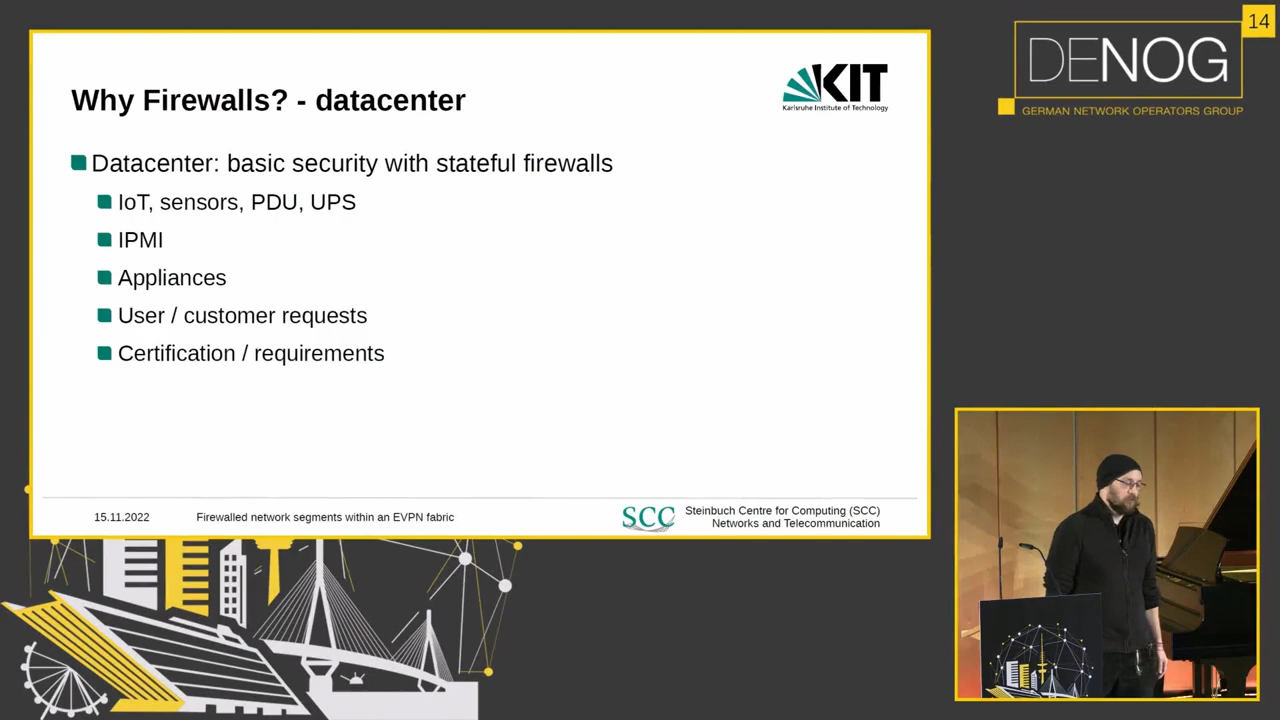 14
DENOG
GERMAN NETWORK OPERATORS GROUP
Why Firewalls? - datacenter
KIT
Karlsruhe Institute of Technology
Datacenter: basic security with stateful firewalls
IoT, sensors, PDU, UPS
IPMI
Appliances
User / customer requests
Certification / requirements
15.11.2022
Firewalled network segments within an EVPN fabric
SCC
Steinbuch Centre for Computing (SCC)
Networks and Telecommunication